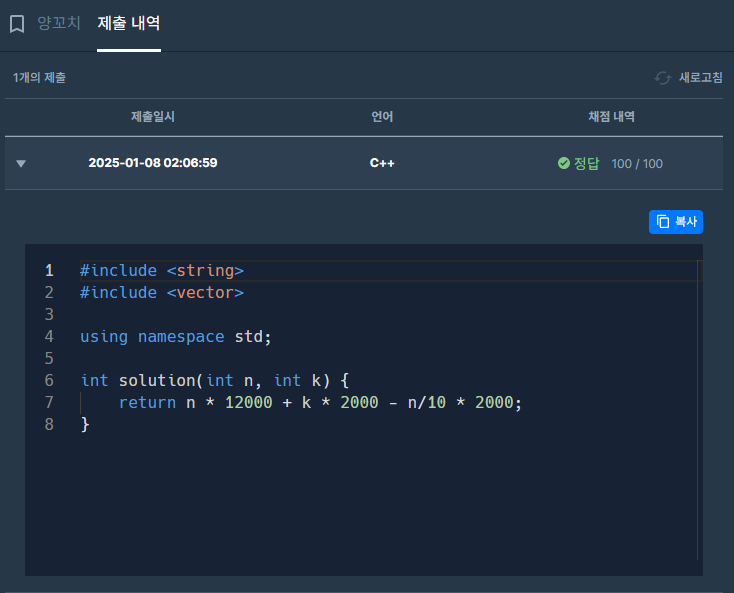 양꼬치 제출 내역
1개의 제출 새로고침
제출일시 언어 채점 내역
2025-01-08 02:06:59 C++ 정답 100 / 100
복사
1 #include <string>
2 #include <vector>
3
4 using namespace std;
5
6 int solution(int n, int k) {
7     return n * 12000 + k * 2000 - n/10 * 2000;
8 }